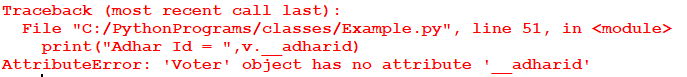 Traceback (most recent call last):
  File "C:/PythonPrograms/classes/Example.py", line 51, in <module>
    print("Adhar Id = ",v.__adharid)
AttributeError: 'Voter' object has no attribute '__adharid'